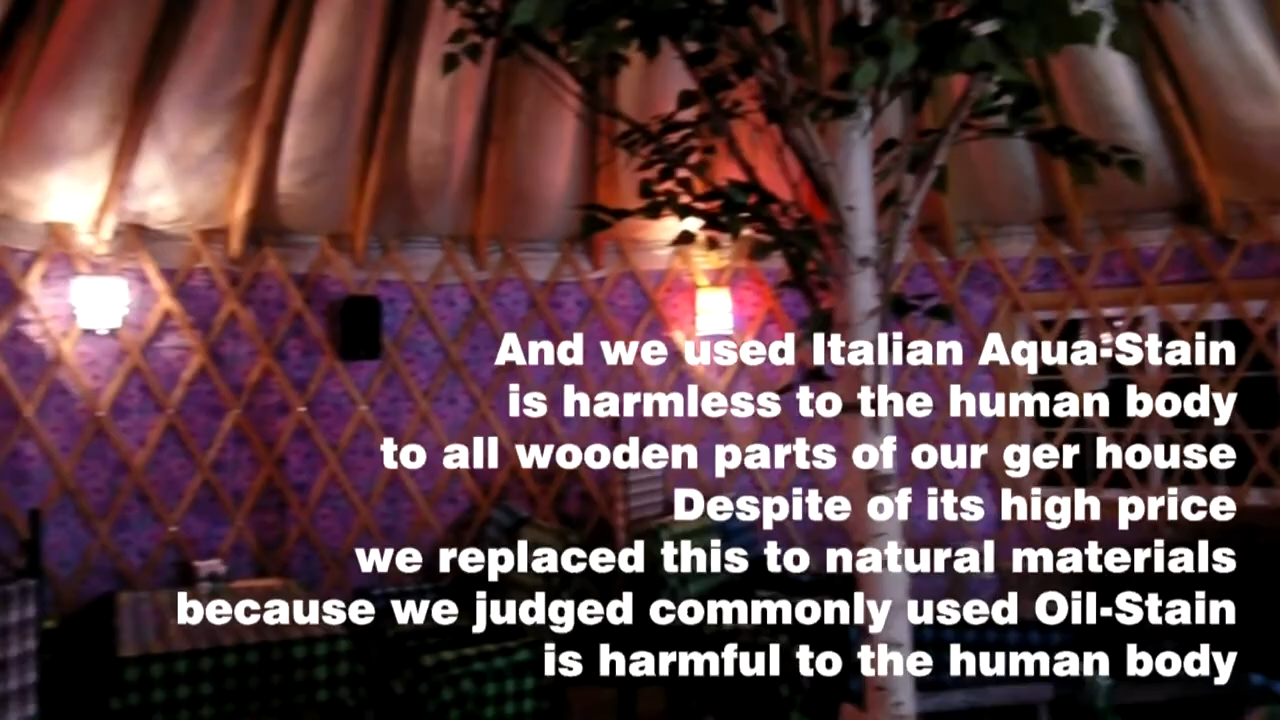 And we used Italian Aqua-Stain
is harmless to the human body
to all wooden parts of our ger house
Despite of its high price
we replaced this to natural materials
because we judged commonly used Oil-Stain
is harmful to the human body